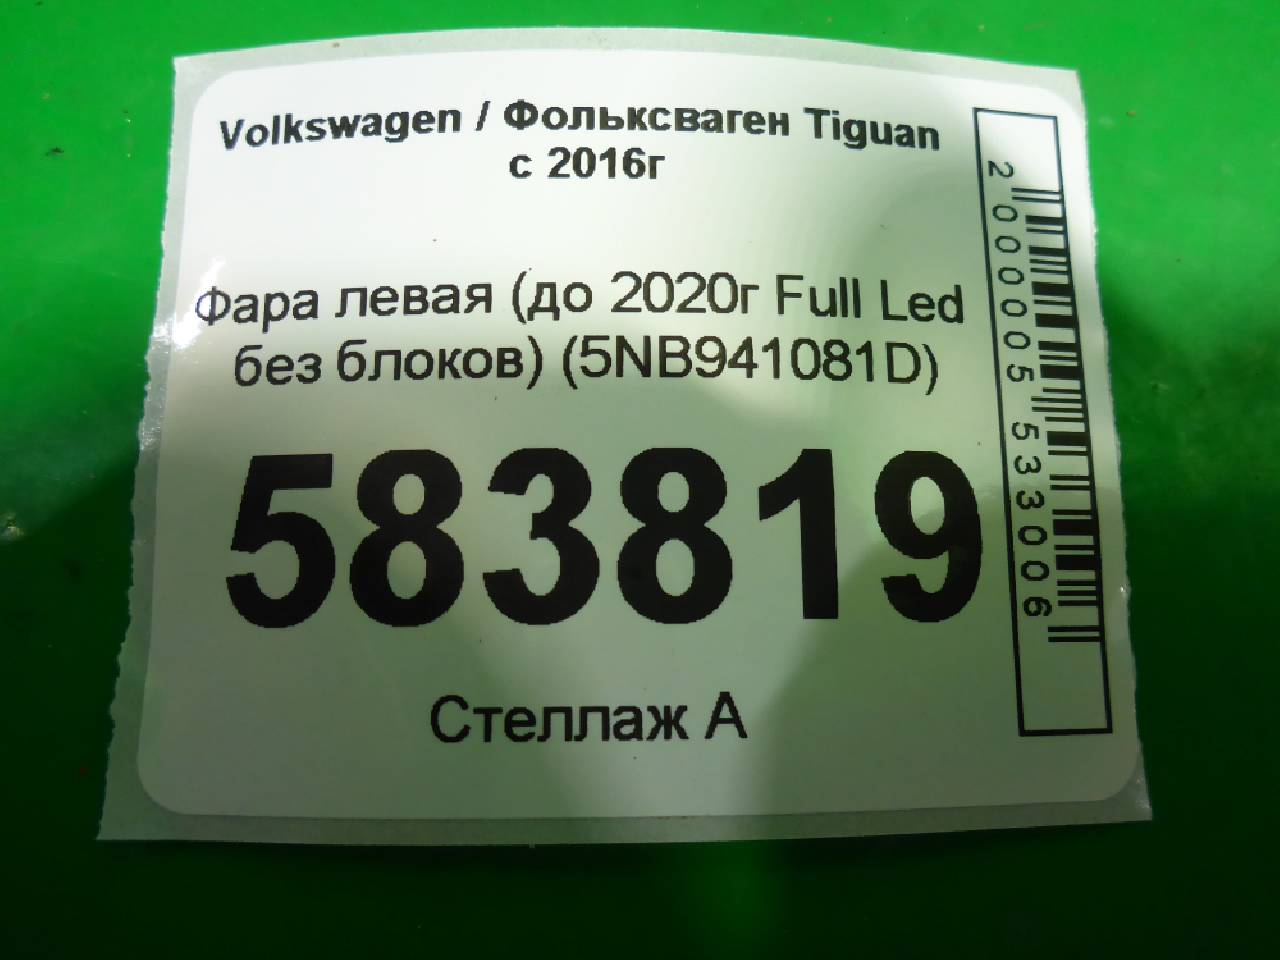 Volkswagen / Фольксваген Tiguan
с 2016г
Фара левая (до 2020г Full Led
без блоков) (5NB941081D)
583819
Стеллаж А
2000005533006